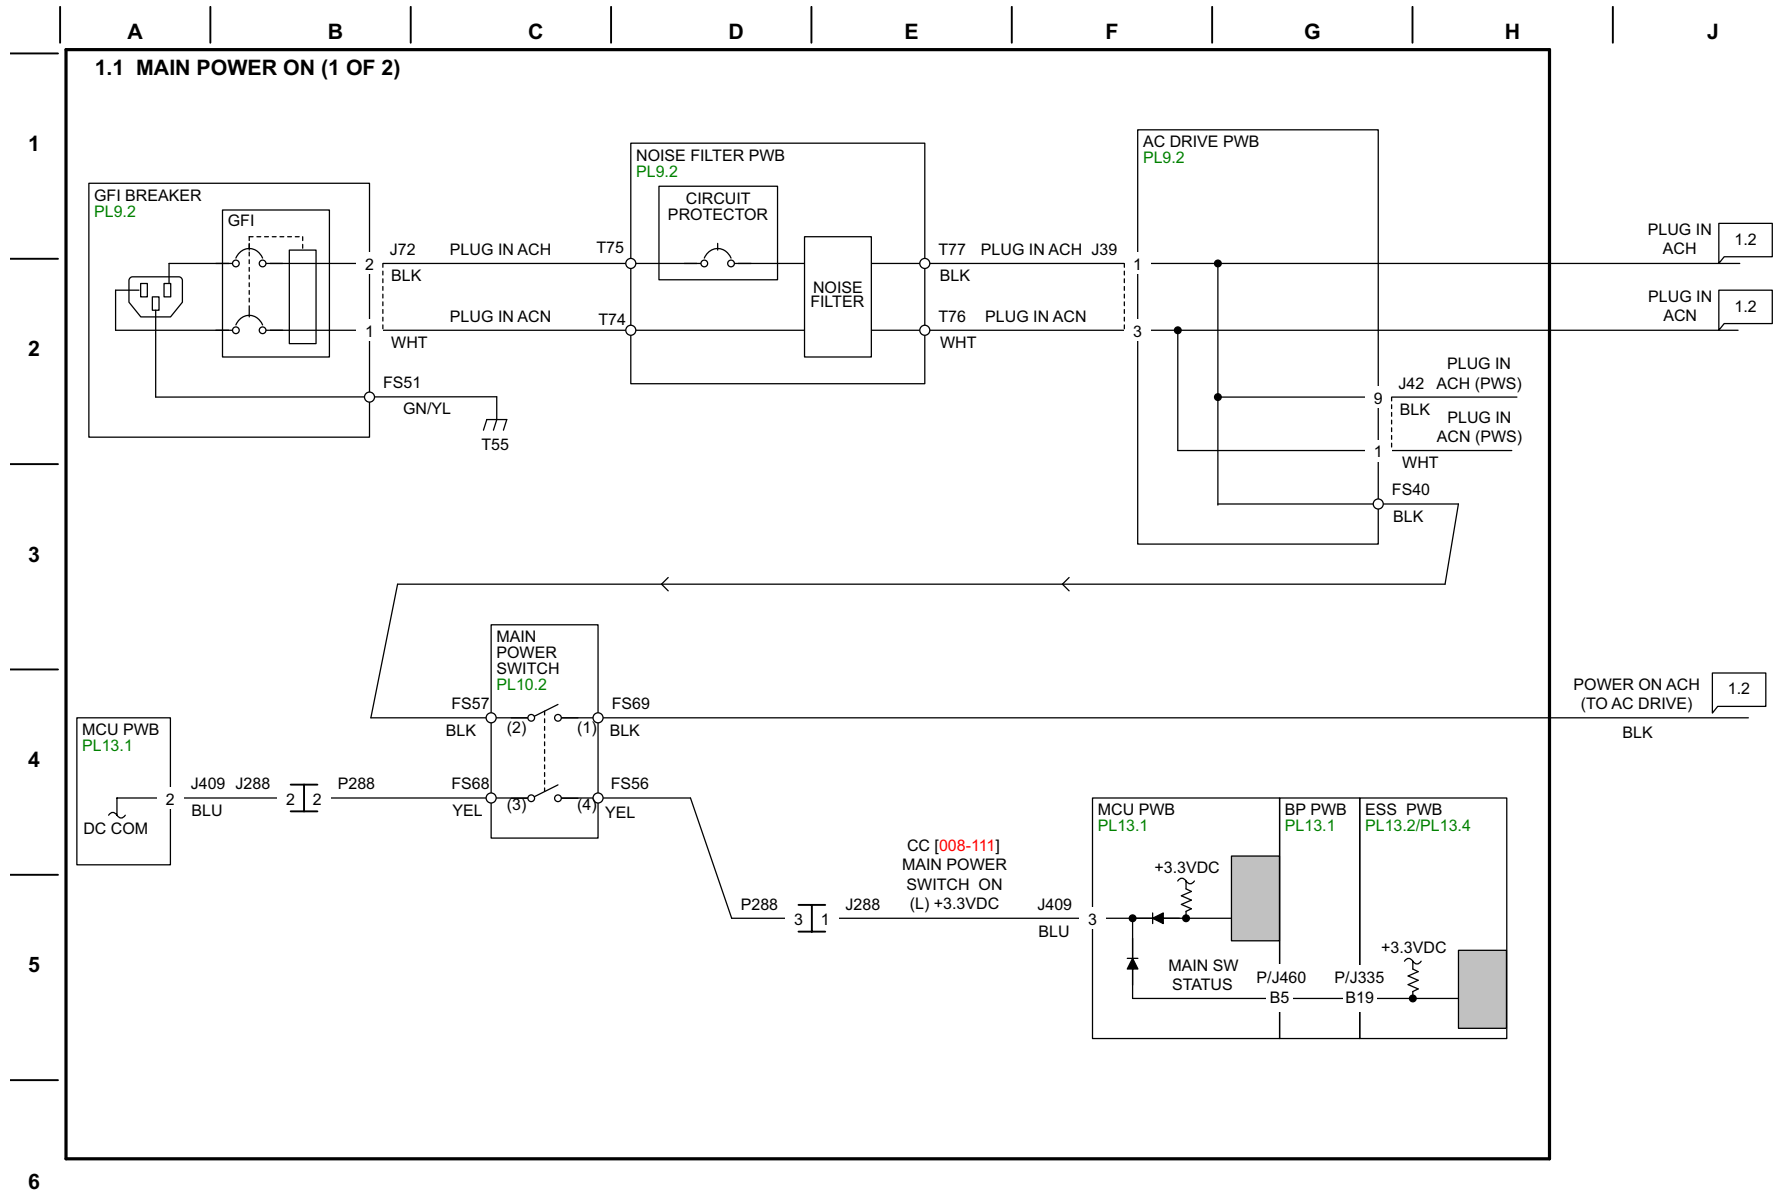 A B C D E F G H J
1.1 MAIN POWER ON (1 OF 2)
1
2
3
4
5
6
GFI BREAKER
PL9.2
GFI
2
1
J72
BLK
PLUG IN ACH
PLUG IN ACN
WHT
FS51
GN/YL
T55
T75
T74
NOISE FILTER PWB
PL9.2
CIRCUIT
PROTECTOR
NOISE
FILTER
T77
BLK
PLUG IN ACH
J39
T76
WHT
PLUG IN ACN
AC DRIVE PWB
PL9.2
1
3
PLUG IN
ACH
1.2
PLUG IN
ACN
1.2
9
J42
BLK
PLUG IN
ACH (PWS)
PLUG IN
ACN (PWS)
1
WHT
FS40
BLK
MAIN
POWER
SWITCH
PL10.2
FS57
BLK
(2)
(1)
FS69
BLK
POWER ON ACH
(TO AC DRIVE)
1.2
BLK
MCU PWB
PL13.1
DC COM
2
J409
BLU
J288
2
2
P288
FS68
YEL
(3)
(4)
FS56
YEL
P288
3
1
J288
CC [008-111]
MAIN POWER
SWITCH ON
(L) +3.3VDC
J409
BLU
3
MCU PWB
PL13.1
+3.3VDC
BP PWB
PL13.1
ESS PWB
PL13.2/PL13.4
MAIN SW
STATUS
P/J460
B5
P/J335
B19
+3.3VDC